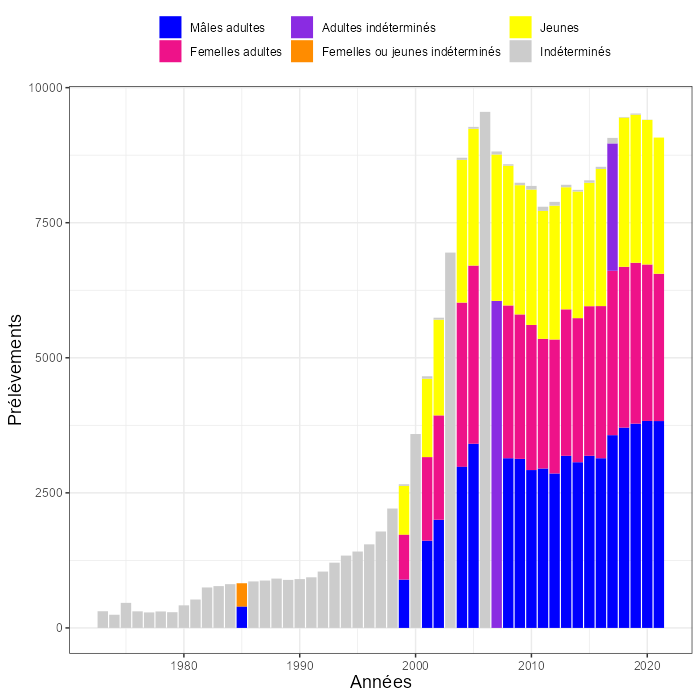 Mâles adultes Adultes indéterminés Jeunes
Femelles adultes Femelles ou jeunes indéterminés Indéterminés
10000
7500
5000
2500
0
Prélèvements
1980 1990 2000 2010 2020
Années